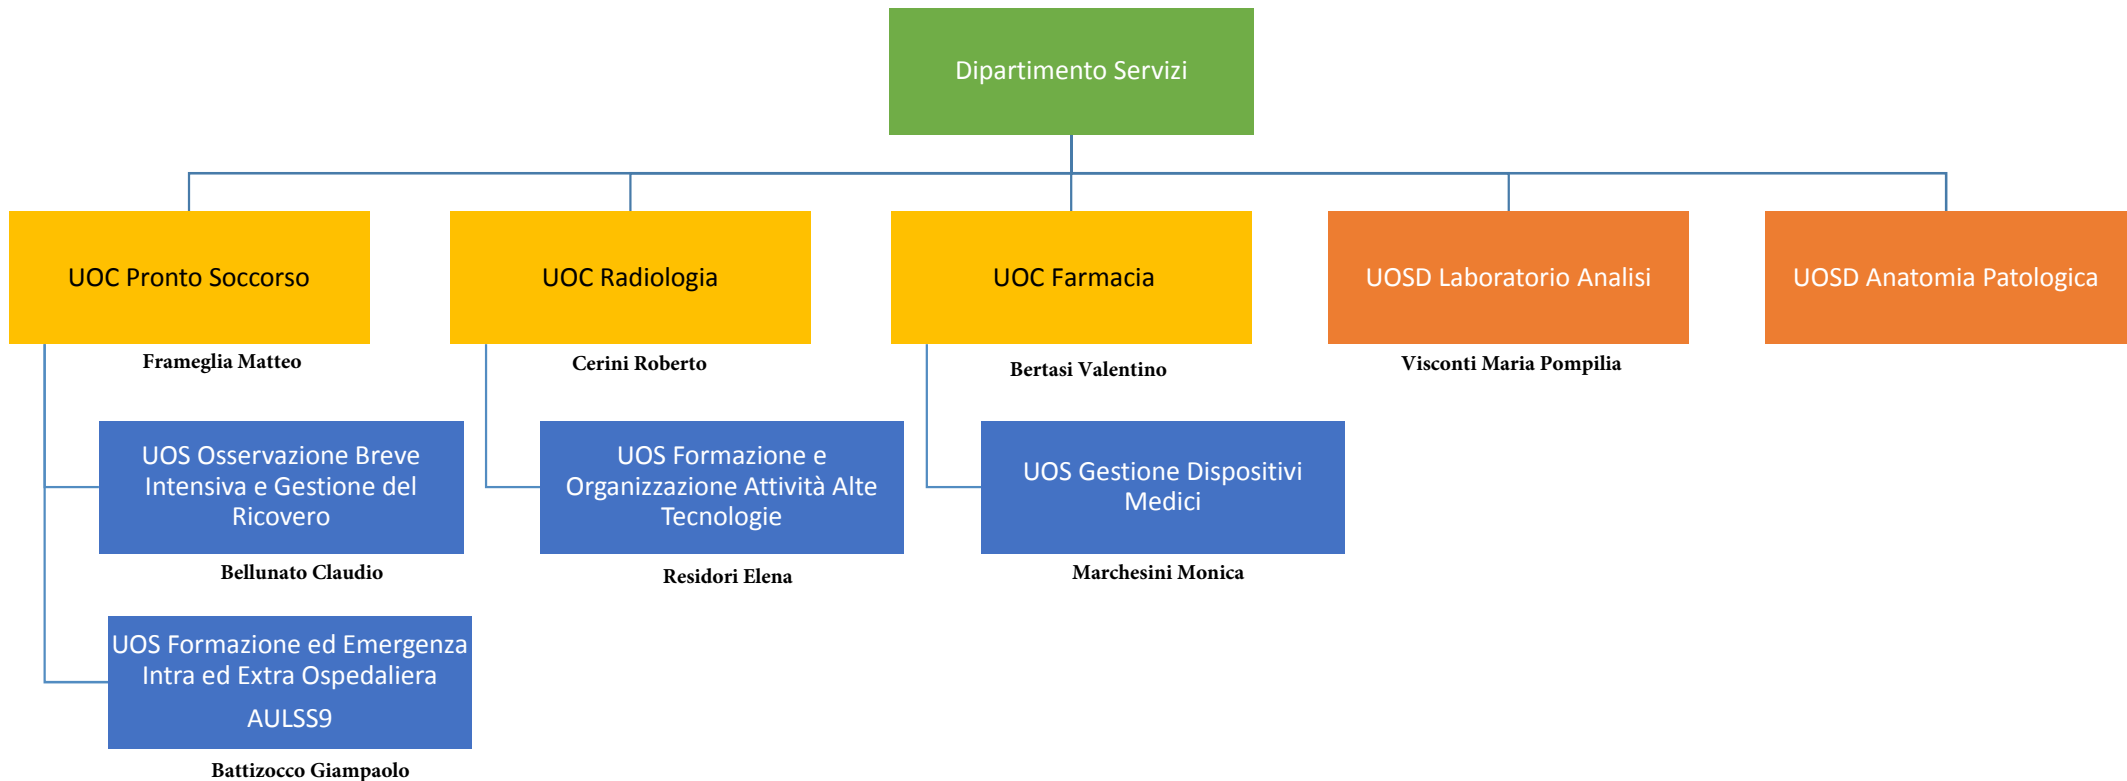 Dipartimento Servizi
UOC Pronto Soccorso
UOC Radiologia
UOC Farmacia
UOSD Laboratorio Analisi
UOSD Anatomia Patologica
Frameglia Matteo
Cerini Roberto
Bertasi Valentino
Visconti Maria Pompilia
UOS Osservazione Breve
Intensiva e Gestione del
Ricovero
UOS Formazione e
Organizzazione Attività Alte
Tecnologie
UOS Gestione Dispositivi
Medici
Bellunato Claudio
Residori Elena
Marchesini Monica
UOS Formazione ed Emergenza
Intra ed Extra Ospedaliera
AULSS9
Battizocco Giampaolo